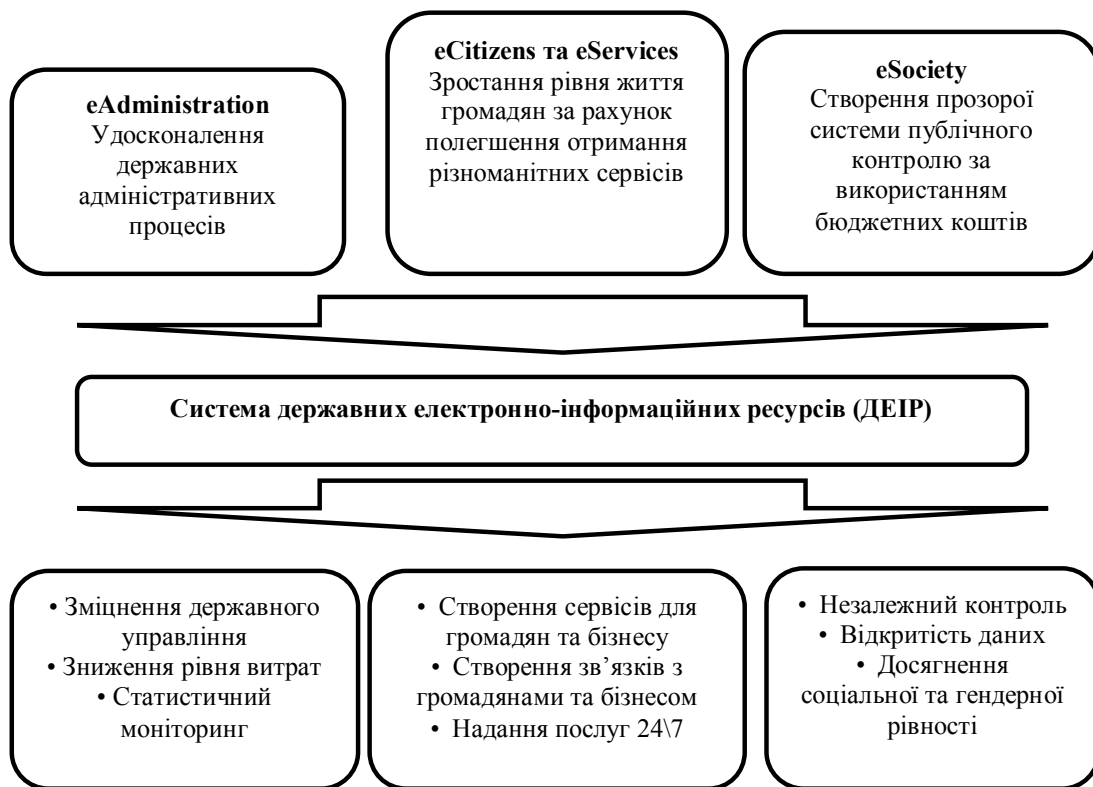 eAdministration
Удосконалення
державних
адміністративних
процесів
eCitizens та eServices
Зростання рівня життя
громадян за рахунок
полегшення отримання
різноманітних сервісів
eSociety
Створення прозорої
системи публічного
контролю за
використанням
бюджетних коштів
Система державних електронно-інформаційних ресурсів (ДЕІР)
• Зміцнення державного
управління
• Зниження рівня витрат
• Статистичний
моніторинг
• Створення сервісів для
громадян та бізнесу
• Створення зв’язків з
громадянами та бізнесом
• Надання послуг 24\7
• Незалежний контроль
• Відкритість даних
• Досягнення
соціальної та гендерної
рівності